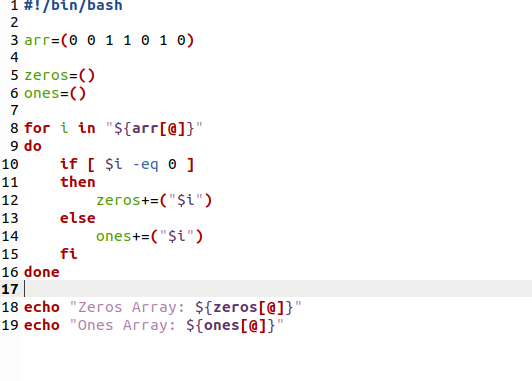 1 #!/bin/bash
2
3 arr=(0 0 1 1 0 1 0)
4
5 zeros=()
6 ones=()
7
8 for i in "${arr[@]}"
9 do
10     if [ $i -eq 0 ]
11     then
12         zeros+=("$i")
13     else
14         ones+=("$i")
15     fi
16 done
17
18 echo "Zeros Array: ${zeros[@]}"
19 echo "Ones Array: ${ones[@]}"